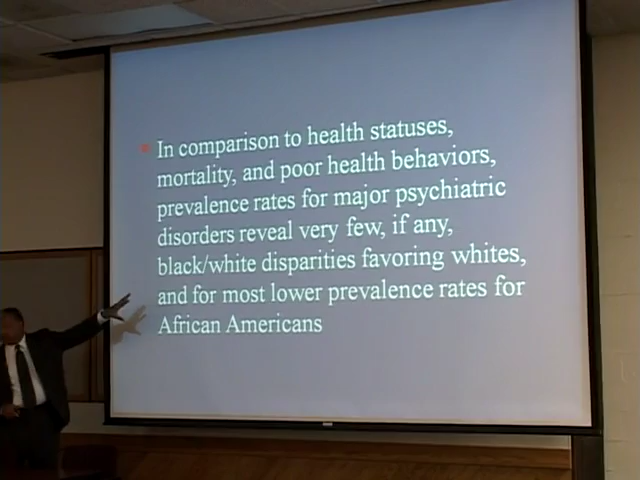 In comparison to health statuses,
mortality, and poor health behaviors,
prevalence rates for major psychiatric
disorders reveal very few, if any,
black/white disparities favoring whites,
and for most lower prevalence rates for
African Americans